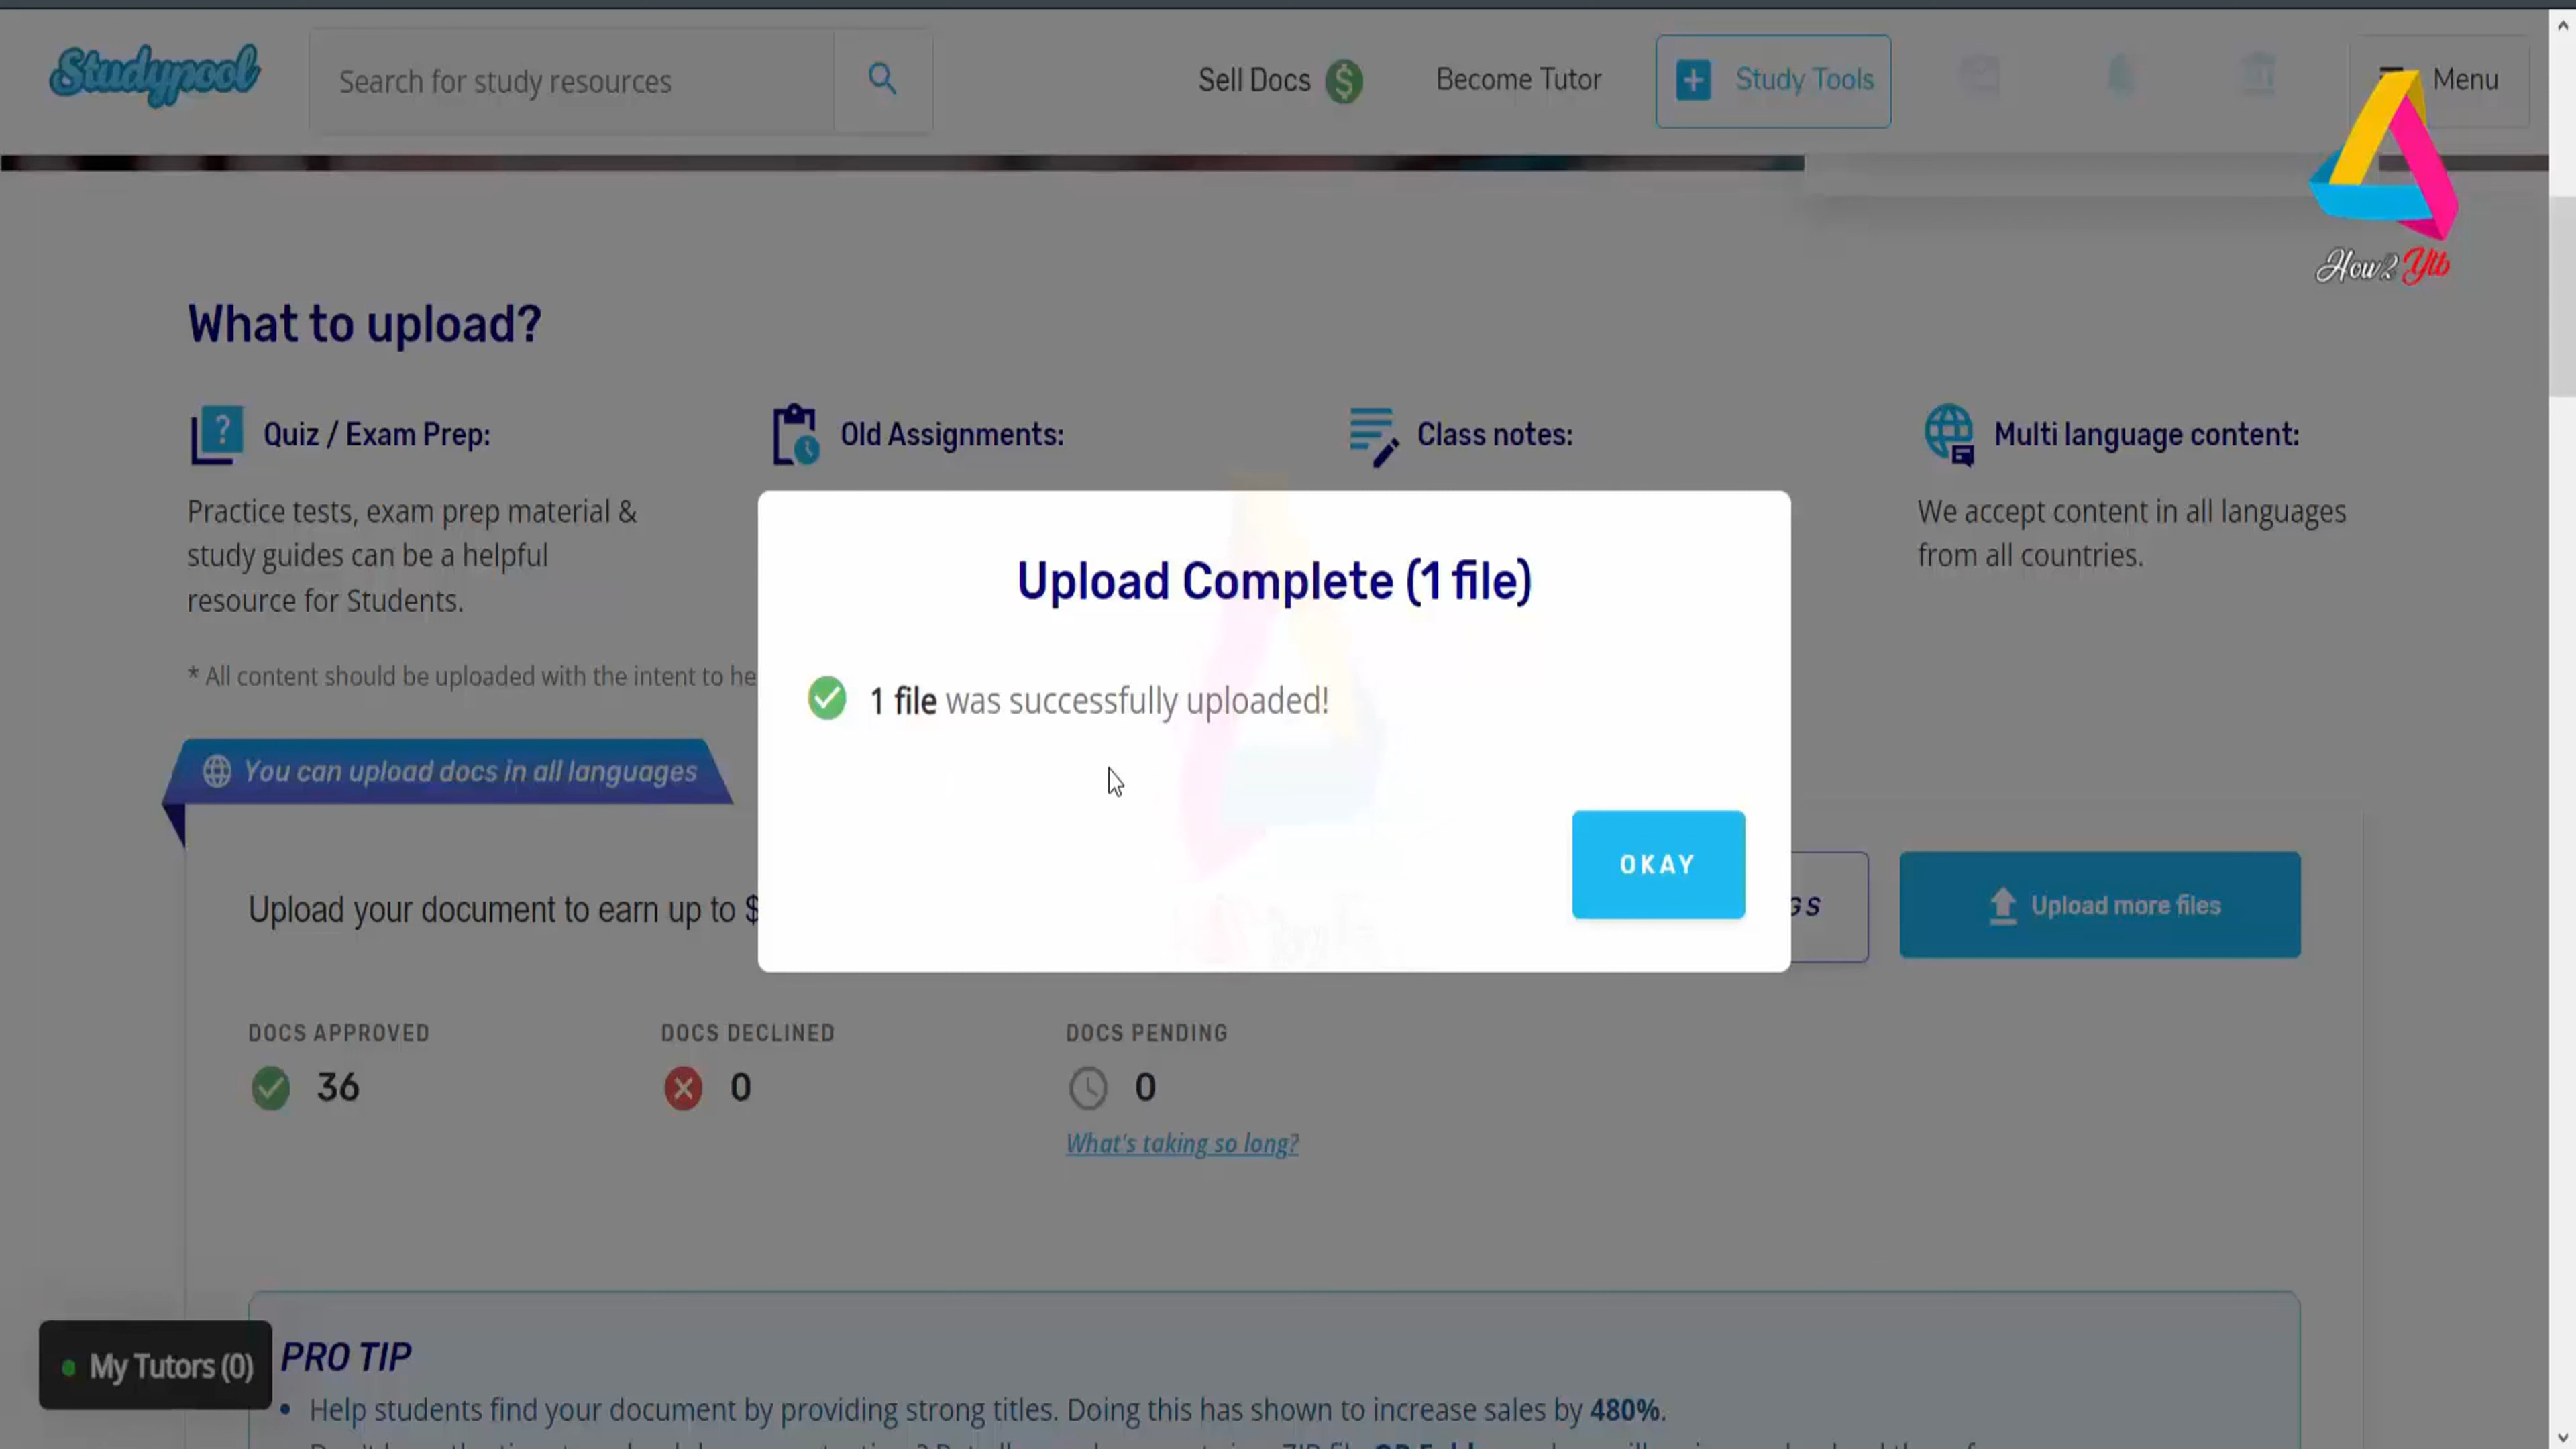 Studypool
Search for study resources
Sell Docs
Become Tutor
Study Tools
Menu
How2 Ytb
What to upload?
Quiz / Exam Prep:
Practice tests, exam prep material &
study guides can be a helpful
resource for Students.
Old Assignments:
Class notes:
Multi language content:
We accept content in all languages
from all countries.
* All content should be uploaded with the intent to
You can upload docs in all languages
Upload Complete (1 file)
1 file was successfully uploaded!
OKAY
Upload your document to earn up to $
Upload more files
DOCS APPROVED
36
DOCS DECLINED
0
DOCS PENDING
0
What's taking so long?
My Tutors (0)
PRO TIP
• Help students find your document by providing strong titles. Doing this has shown to increase sales by 480%.